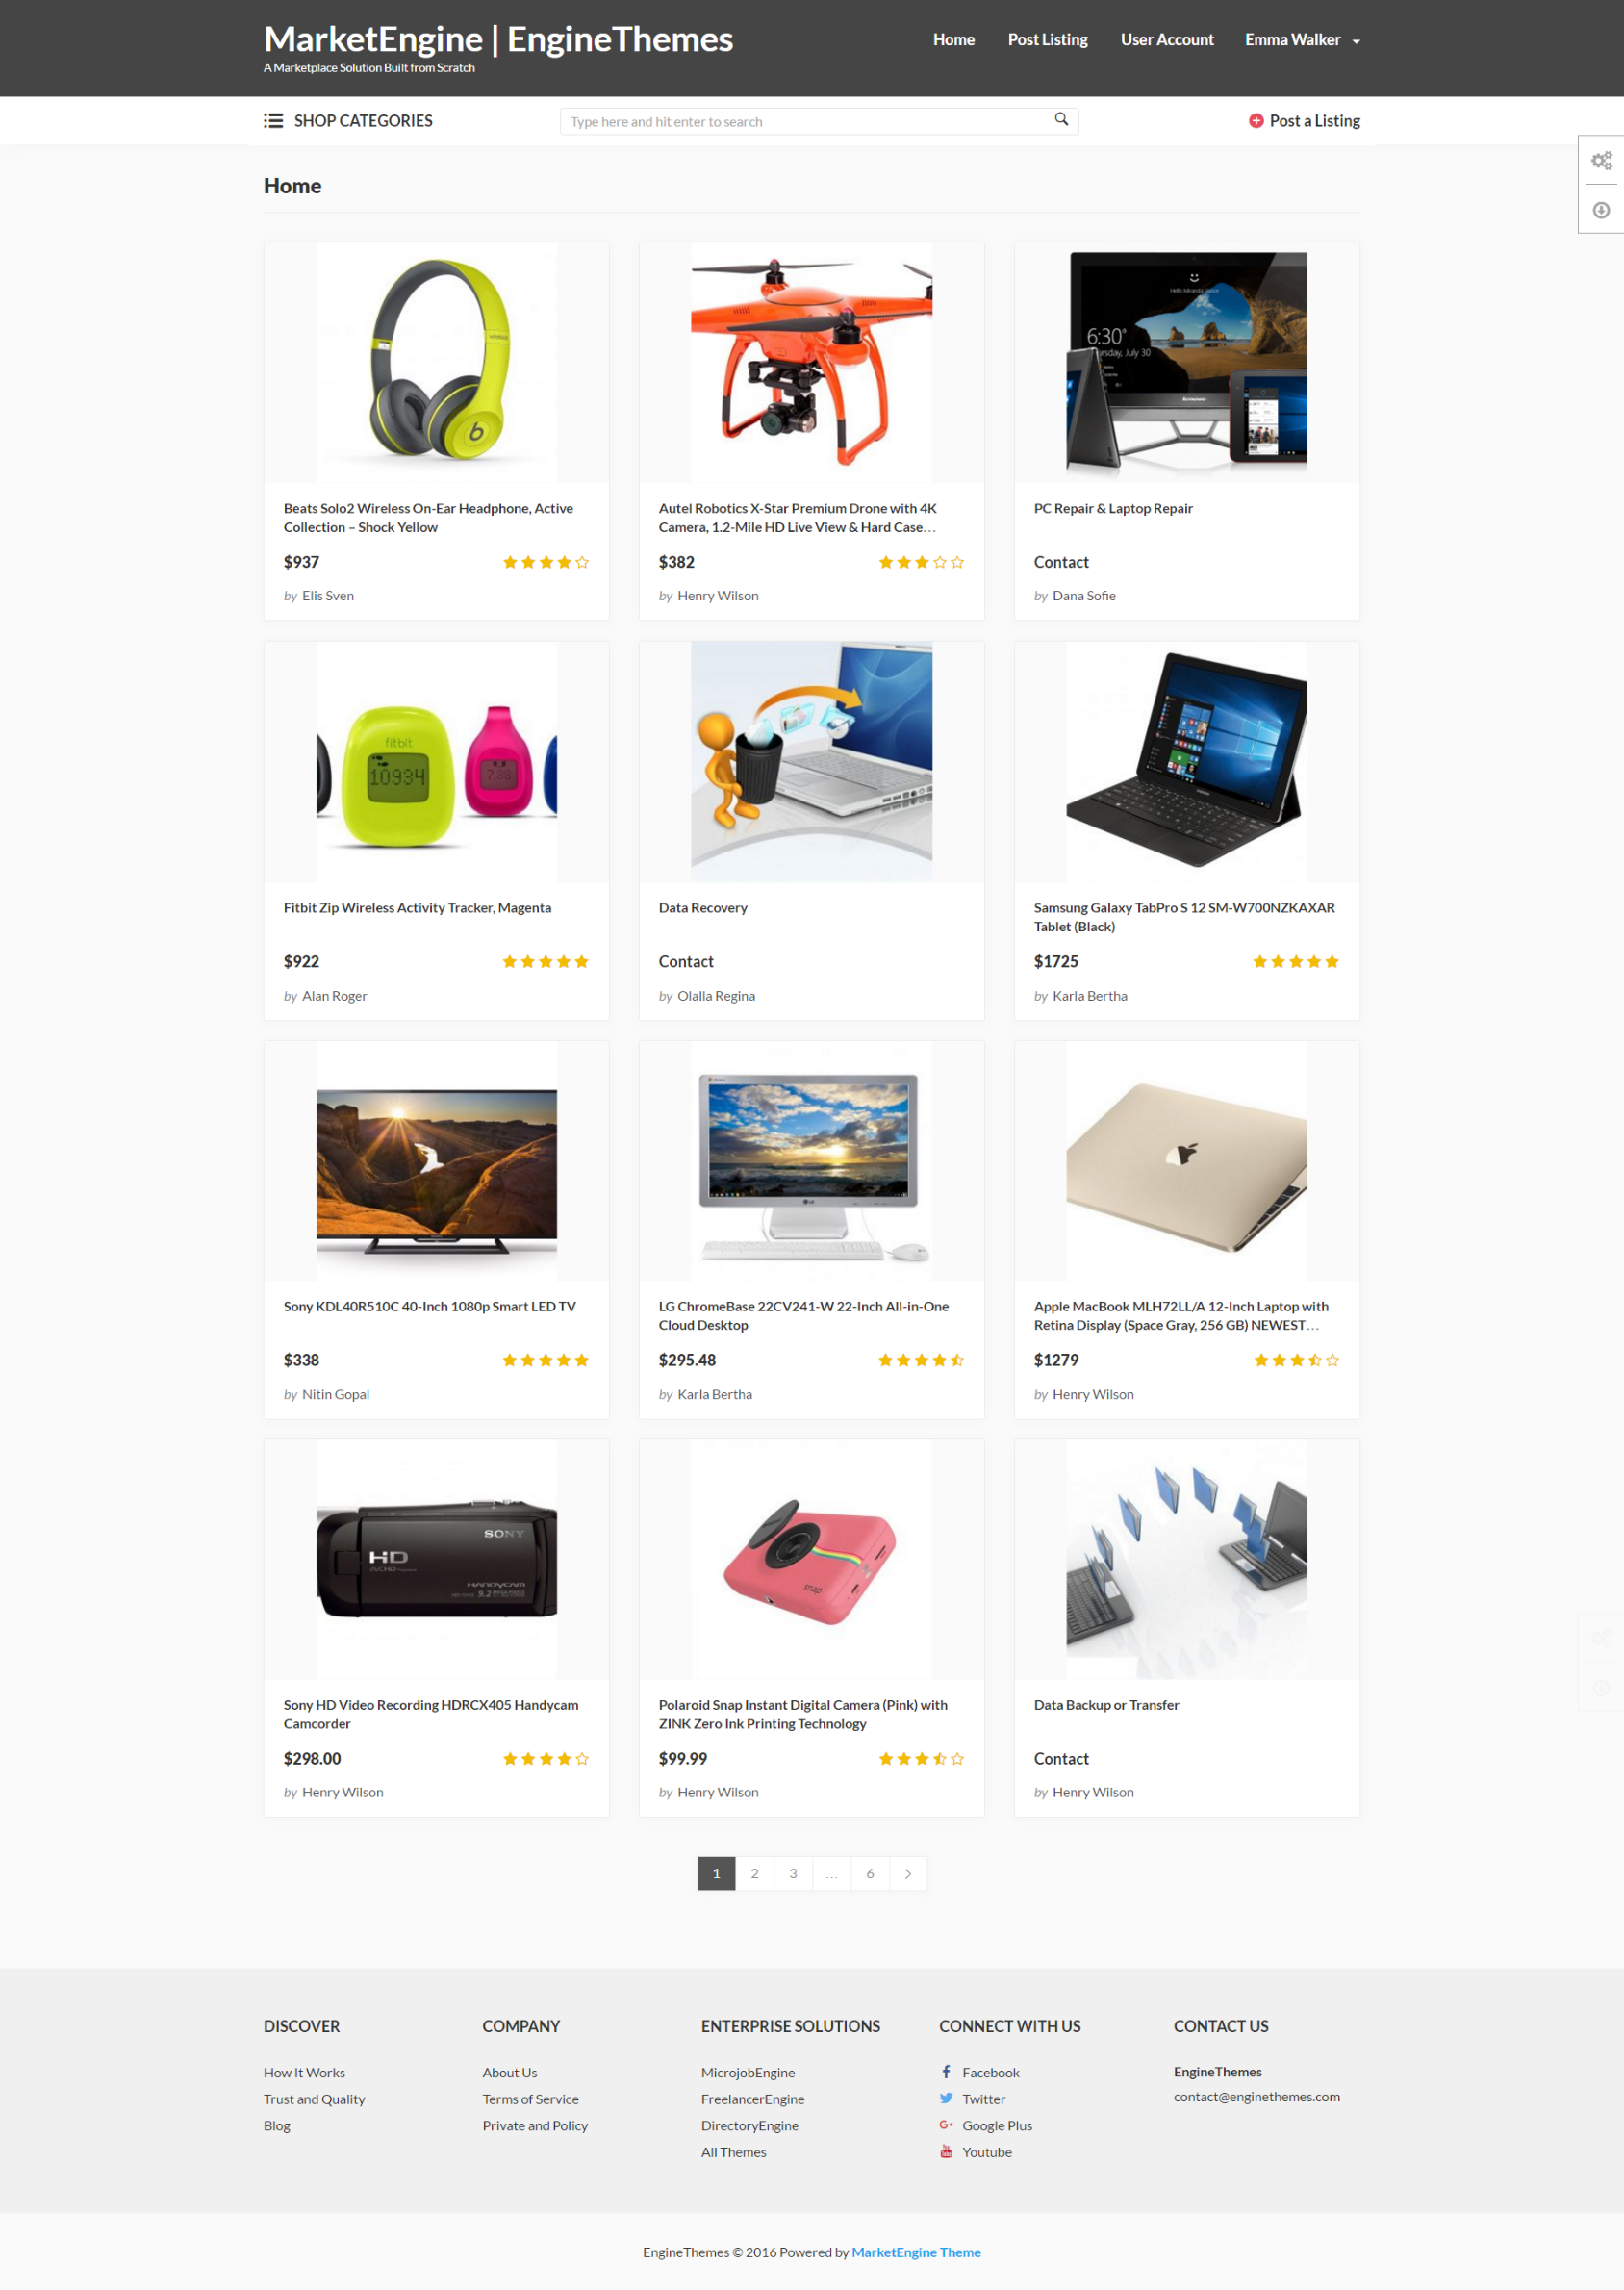 MarketEngine | EngineThemes
A Marketplace Solution Built from Scratch
Home
Post Listing
User Account
Emma Walker
SHOP CATEGORIES
Type here and hit enter to search
Post a Listing
Home
b
6:30
Beats Solo2 Wireless On-Ear Headphone, Active
Collection – Shock Yellow
$937
by Elis Sven
Autel Robotics X-Star Premium Drone with 4K
Camera, 1.2-Mile HD Live View & Hard Case…
$382
by Henry Wilson
PC Repair & Laptop Repair
Contact
by Dana Sofie
fitbit
10934
Fitbit Zip Wireless Activity Tracker, Magenta
$922
by Alan Roger
Data Recovery
Contact
by Olalla Regina
Samsung Galaxy TabPro S 12 SM-W700NZKAXAR
Tablet (Black)
$1725
by Karla Bertha
Sony KDL40R510C 40-Inch 1080p Smart LED TV
$338
by Nitin Gopal
LG ChromeBase 22CV241-W 22-Inch All-in-One
Cloud Desktop
$295.48
by Karla Bertha
Apple MacBook MLH72LL/A 12-Inch Laptop with
Retina Display (Space Gray, 256 GB) NEWEST…
$1279
by Henry Wilson
SONY
HD
HANDYCAM
snap
Sony HD Video Recording HDRCX405 Handycam
Camcorder
$298.00
by Henry Wilson
Polaroid Snap Instant Digital Camera (Pink) with
ZINK Zero Ink Printing Technology
$99.99
by Henry Wilson
Data Backup or Transfer
Contact
by Henry Wilson
1 2 3 … 6 >
DISCOVER
How It Works
Trust and Quality
Blog
COMPANY
About Us
Terms of Service
Private and Policy
ENTERPRISE SOLUTIONS
MicrojobEngine
FreelancerEngine
DirectoryEngine
All Themes
CONNECT WITH US
Facebook
Twitter
Google Plus
Youtube
CONTACT US
EngineThemes
contact@enginethemes.com
EngineThemes © 2016 Powered by MarketEngine Theme